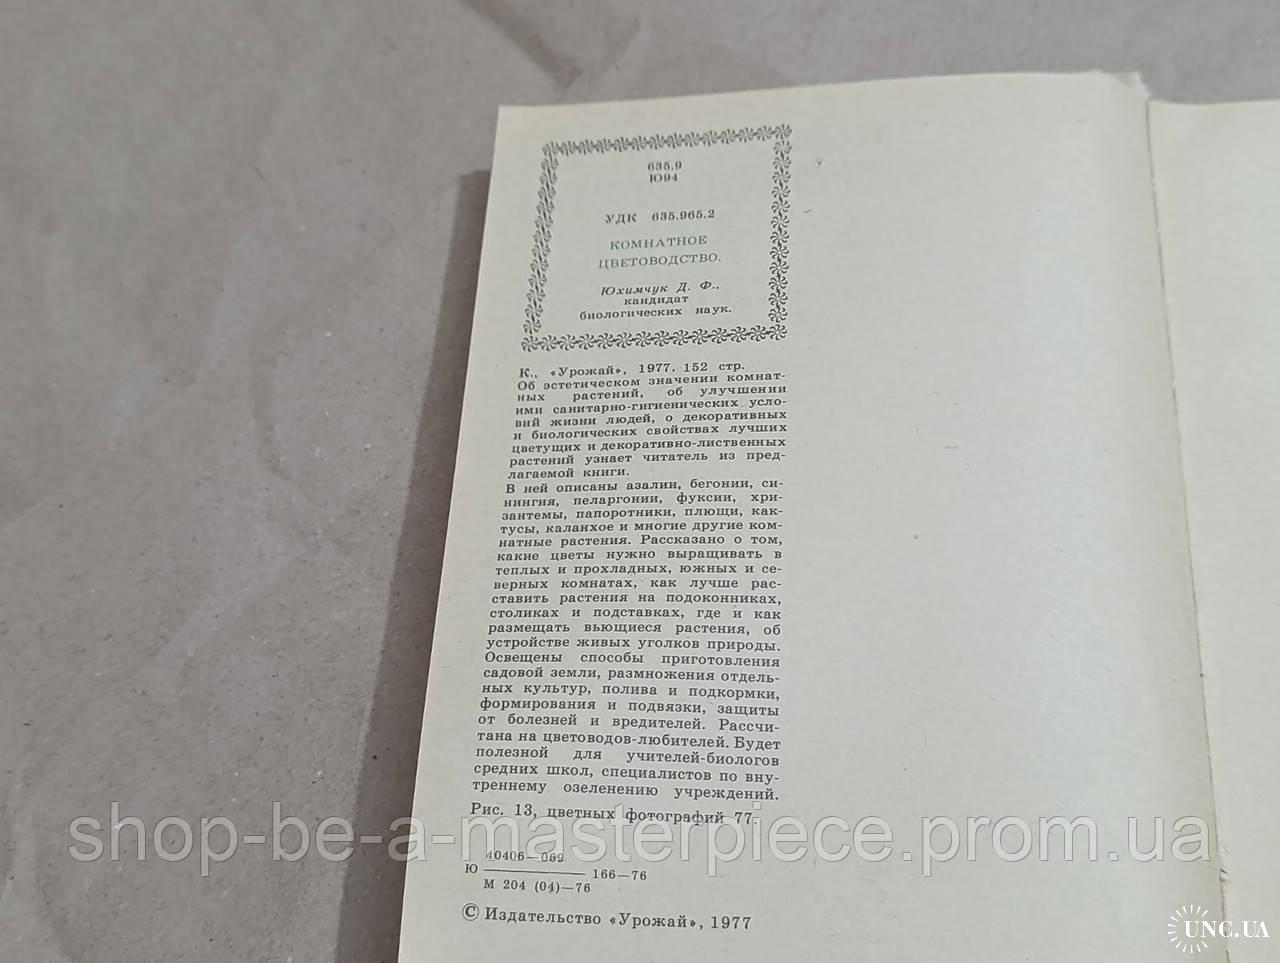 635.9
Ю94
УДК 635.965.2
КОМНАТНОЕ
ЦВЕТОВОДСТВО.
Юхимчук Д. Ф.,
кандидат
биологических наук.
К., «Урожай», 1977. 152 стр.
Об эстетическом значении комнат-
ных растений, об улучшении
ими санитарно-гигиенических усло-
вий жизни людей, о декоративных
и биологических свойствах лучших
цветущих и декоративно-лиственных
растений узнает читатель из пред-
лагаемой книги.
В ней описаны азалии, бегонии, си-
нингия, пеларгонии, фуксии, хри-
зантемы, папоротники, плющи, как-
тусы, каланхое и многие другие ком-
натные растения. Рассказано о том,
какие цветы нужно выращивать в
теплых и прохладных, южных и се-
верных комнатах, как лучше рас-
ставить растения на подоконниках,
столиках и подставках, где и как
размещать вьющиеся растения, об
устройстве живых уголков природы.
Освещены способы приготовления
садовой земли, размножения отдель-
ных культур, полива и подкормки,
формирования и подвязки, защиты
от болезней и вредителей. Рассчи-
тана на цветоводов-любителей. Будет
полезной для учителей-биологов
средних школ, специалистов по вну-
треннему озеленению учреждений.
Рис. 13, цветных фотографий 77.
shop-be-a-masterpiece.prom.ua
40406—069
Ю 166—76
М 204 (04)—76
© Издательство «Урожай», 1977
UNC.UA